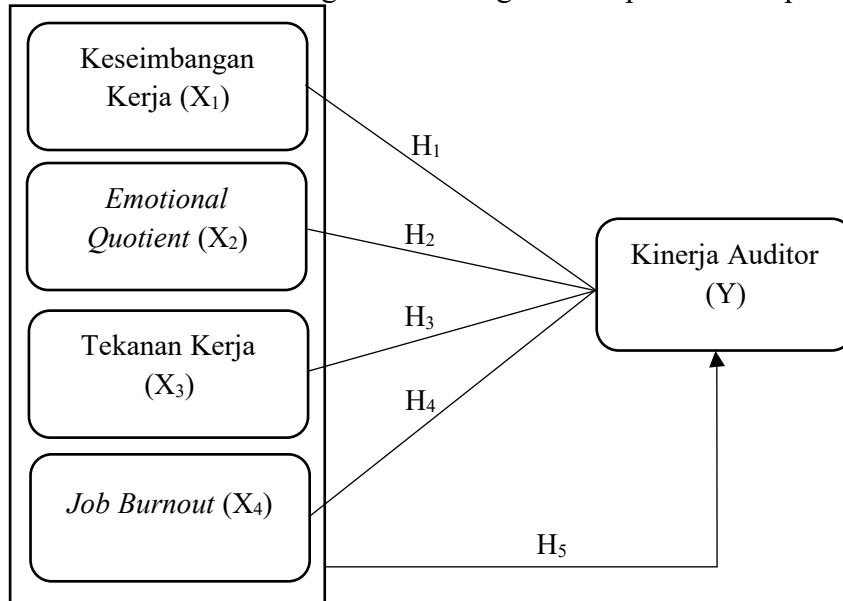 Keseimbangan
Kerja (X₁)
H₁
Emotional
Quotient (X₂)
H₂
Kinerja Auditor
(Y)
H₃
Tekanan Kerja
(X₃)
H₄
Job Burnout (X₄)
H₅